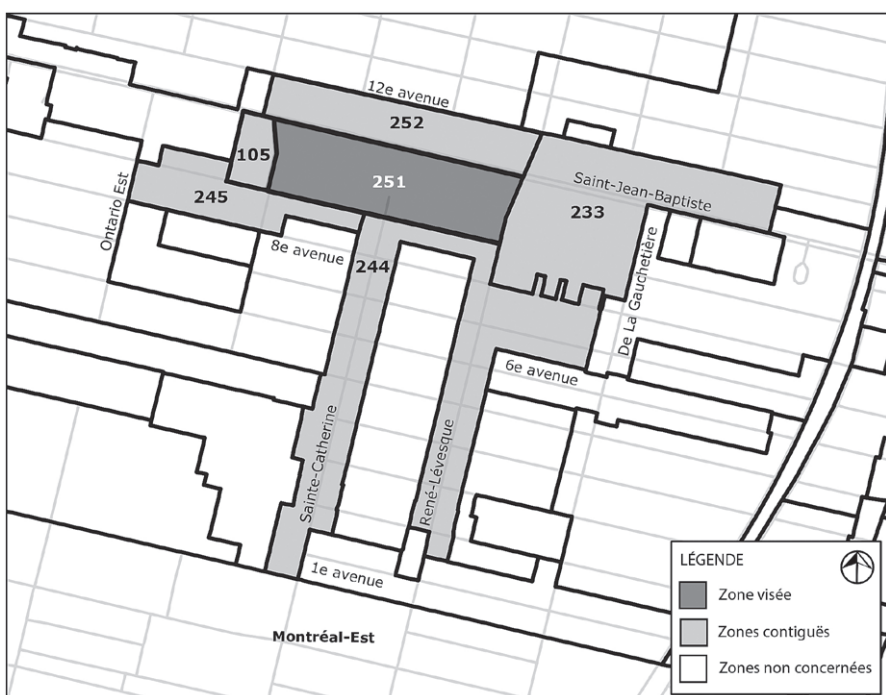 12e avenue
252
105
251
Saint-Jean-Baptiste
245
233
Ontario Est
8e avenue
244
De La Gauchetière
6e avenue
Sainte-Catherine
René-Lévesque
1e avenue
Montréal-Est
LÉGENDE
Zone visée
Zones contiguës
Zones non concernées